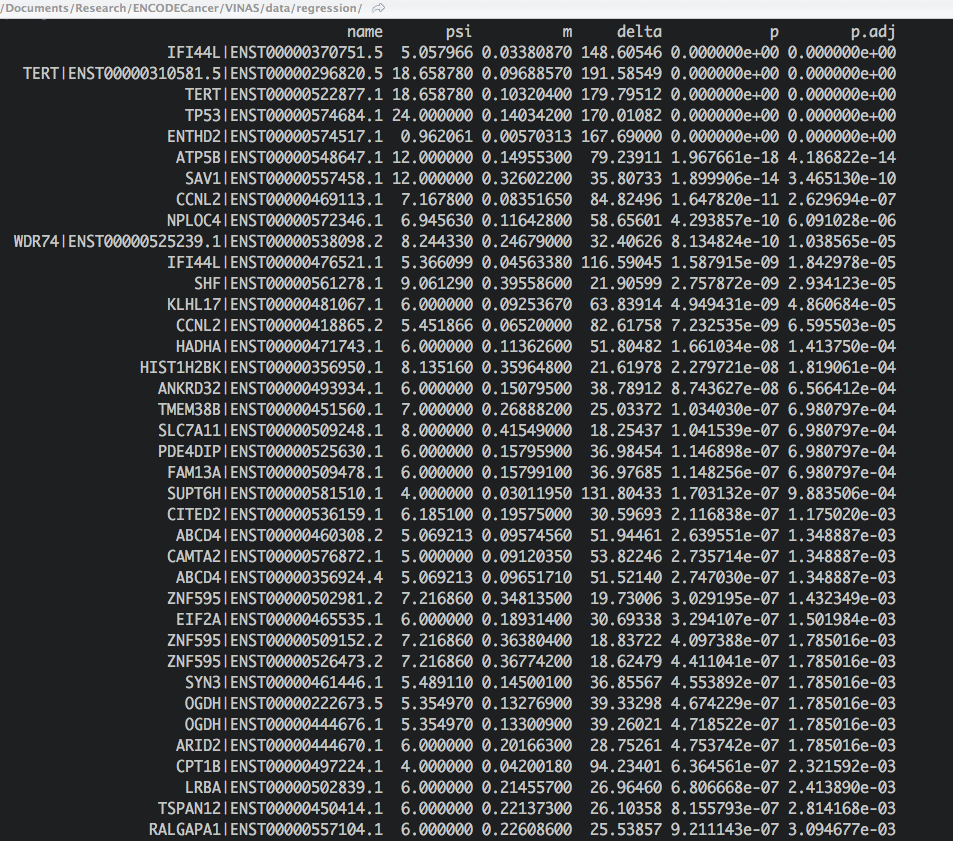 /Documents/Research/ENCODECancer/VINAS/data/regression/
name psi m delta p p.adj
IFI44L|ENST00000370751.5 5.057966 0.03380870 148.60546 0.000000e+00 0.000000e+00
TERT|ENST00000310581.5|ENST00000296820.5 18.658780 0.09688570 191.58549 0.000000e+00 0.000000e+00
TERT|ENST00000522877.1 18.658780 0.10320400 179.79512 0.000000e+00 0.000000e+00
TP53|ENST00000574684.1 24.000000 0.14034200 170.01082 0.000000e+00 0.000000e+00
ENTHD2|ENST00000574517.1 0.962061 0.00570313 167.69000 0.000000e+00 0.000000e+00
ATP5B|ENST00000548647.1 12.000000 0.14955300 79.23911 1.967661e-18 4.186822e-14
SAV1|ENST00000557458.1 12.000000 0.32602200 35.80733 1.899906e-14 3.465130e-10
CCNL2|ENST00000469113.1 7.167800 0.08351650 84.82496 1.647820e-11 2.629694e-07
NPLOC4|ENST00000572346.1 6.945630 0.11642800 58.65601 4.293857e-10 6.091028e-06
WDR74|ENST00000525239.1|ENST00000538098.2 8.244330 0.24679000 32.40626 8.134824e-10 1.038565e-05
IFI44L|ENST00000476521.1 5.366099 0.04563380 116.59045 1.587915e-09 1.842978e-05
SHF|ENST00000561278.1 9.061290 0.39558600 21.90599 2.757872e-09 2.934123e-05
KLHL17|ENST00000481067.1 6.000000 0.09253670 63.83914 4.949431e-09 4.860684e-05
CCNL2|ENST00000418865.2 5.451866 0.06520000 82.61758 7.232535e-09 6.595503e-05
HADHA|ENST00000471743.1 6.000000 0.11362600 51.80482 1.661034e-08 1.413750e-04
HIST1H2BK|ENST00000356950.1 8.135160 0.35964800 21.61978 2.279721e-08 1.819061e-04
ANKRD32|ENST00000493934.1 6.000000 0.15079500 38.78912 8.743627e-08 6.566412e-04
TMEM38B|ENST00000451560.1 7.000000 0.26888200 25.03372 1.034030e-07 6.980797e-04
SLC7A11|ENST00000509248.1 8.000000 0.41549000 18.25437 1.041539e-07 6.980797e-04
PDE4DIP|ENST00000525630.1 6.000000 0.15795900 36.98454 1.146898e-07 6.980797e-04
FAM13A|ENST00000509478.1 6.000000 0.15799100 36.97685 1.148256e-07 6.980797e-04
SUPT6H|ENST00000581510.1 4.000000 0.03011950 131.80433 1.703132e-07 9.883506e-04
CITED2|ENST00000536159.1 6.185100 0.19575000 30.59693 2.116838e-07 1.175020e-03
ABCD4|ENST00000460308.2 5.069213 0.09574560 51.94461 2.639551e-07 1.348887e-03
CAMTA2|ENST00000576872.1 5.000000 0.09120350 53.82246 2.735714e-07 1.348887e-03
ABCD4|ENST00000356924.4 5.069213 0.09651710 51.52140 2.747030e-07 1.348887e-03
ZNF595|ENST00000502981.2 7.216860 0.34813500 19.73006 3.029195e-07 1.432349e-03
EIF2A|ENST00000465535.1 6.000000 0.18931400 30.69338 3.294107e-07 1.501984e-03
ZNF595|ENST00000509152.2 7.216860 0.36380400 18.83722 4.097388e-07 1.785016e-03
ZNF595|ENST00000526473.2 7.216860 0.36774200 18.62479 4.411041e-07 1.785016e-03
SYN3|ENST00000461446.1 5.489110 0.14500100 36.85567 4.553892e-07 1.785016e-03
OGDH|ENST00000222673.5 5.354970 0.13276900 39.33298 4.674229e-07 1.785016e-03
OGDH|ENST00000444676.1 5.354970 0.13300900 39.26021 4.718522e-07 1.785016e-03
ARID2|ENST00000444670.1 6.000000 0.20166300 28.75261 4.753742e-07 1.785016e-03
CPT1B|ENST00000497224.1 4.000000 0.04200180 94.23401 6.364561e-07 2.321592e-03
LRBA|ENST00000502839.1 6.000000 0.21455700 26.96460 6.806668e-07 2.413890e-03
TSPAN12|ENST00000450414.1 6.000000 0.22137300 26.10358 8.155793e-07 2.814168e-03
RALGAPA1|ENST00000557104.1 6.000000 0.22608600 25.53857 9.211143e-07 3.094677e-03